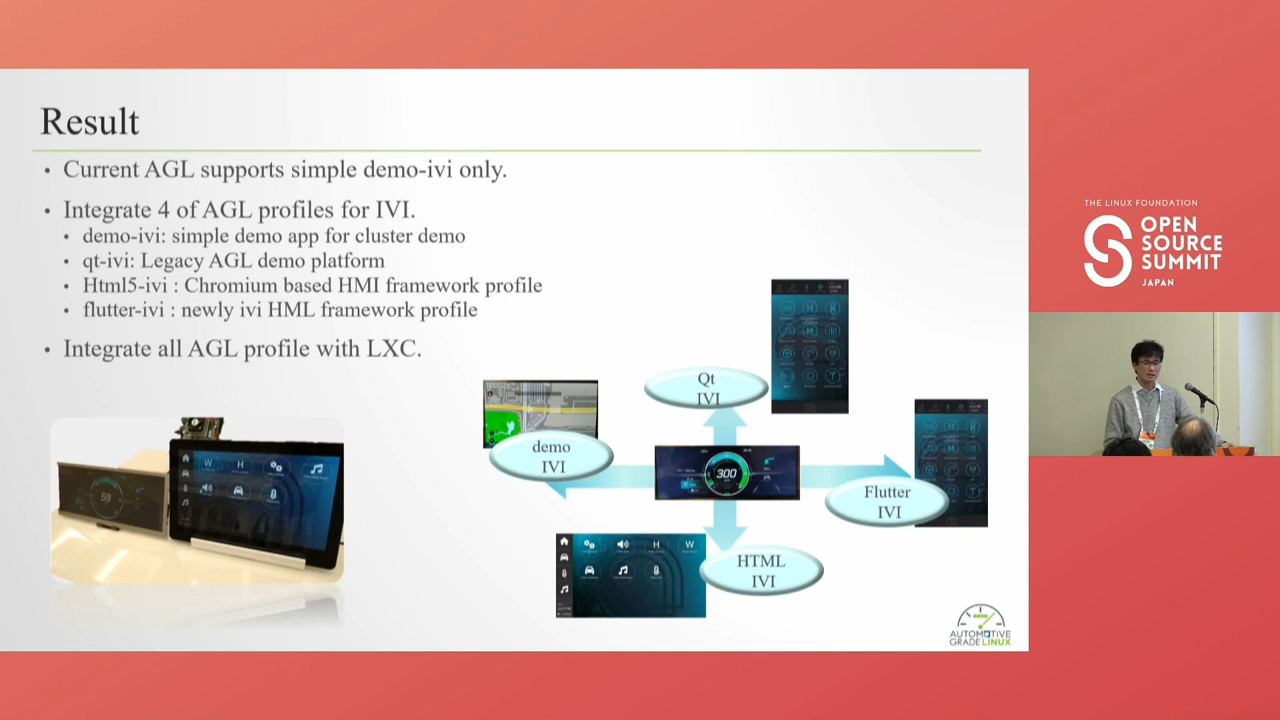 Result
• Current AGL supports simple demo-ivi only.
• Integrate 4 of AGL profiles for IVI.
• demo-ivi: simple demo app for cluster demo
• qt-ivi: Legacy AGL demo platform
• Html5-ivi : Chromium based HMI framework profile
• flutter-ivi : newly ivi HML framework profile
• Integrate all AGL profile with LXC.
Qt
IVI
demo
IVI
300
Flutter
IVI
HTML
IVI
H
W
W
H
58
AUTOMOTIVE
GRADE LINUX
THE LINUX FOUNDATION
OPEN
SOURCE
SUMMIT
JAPAN